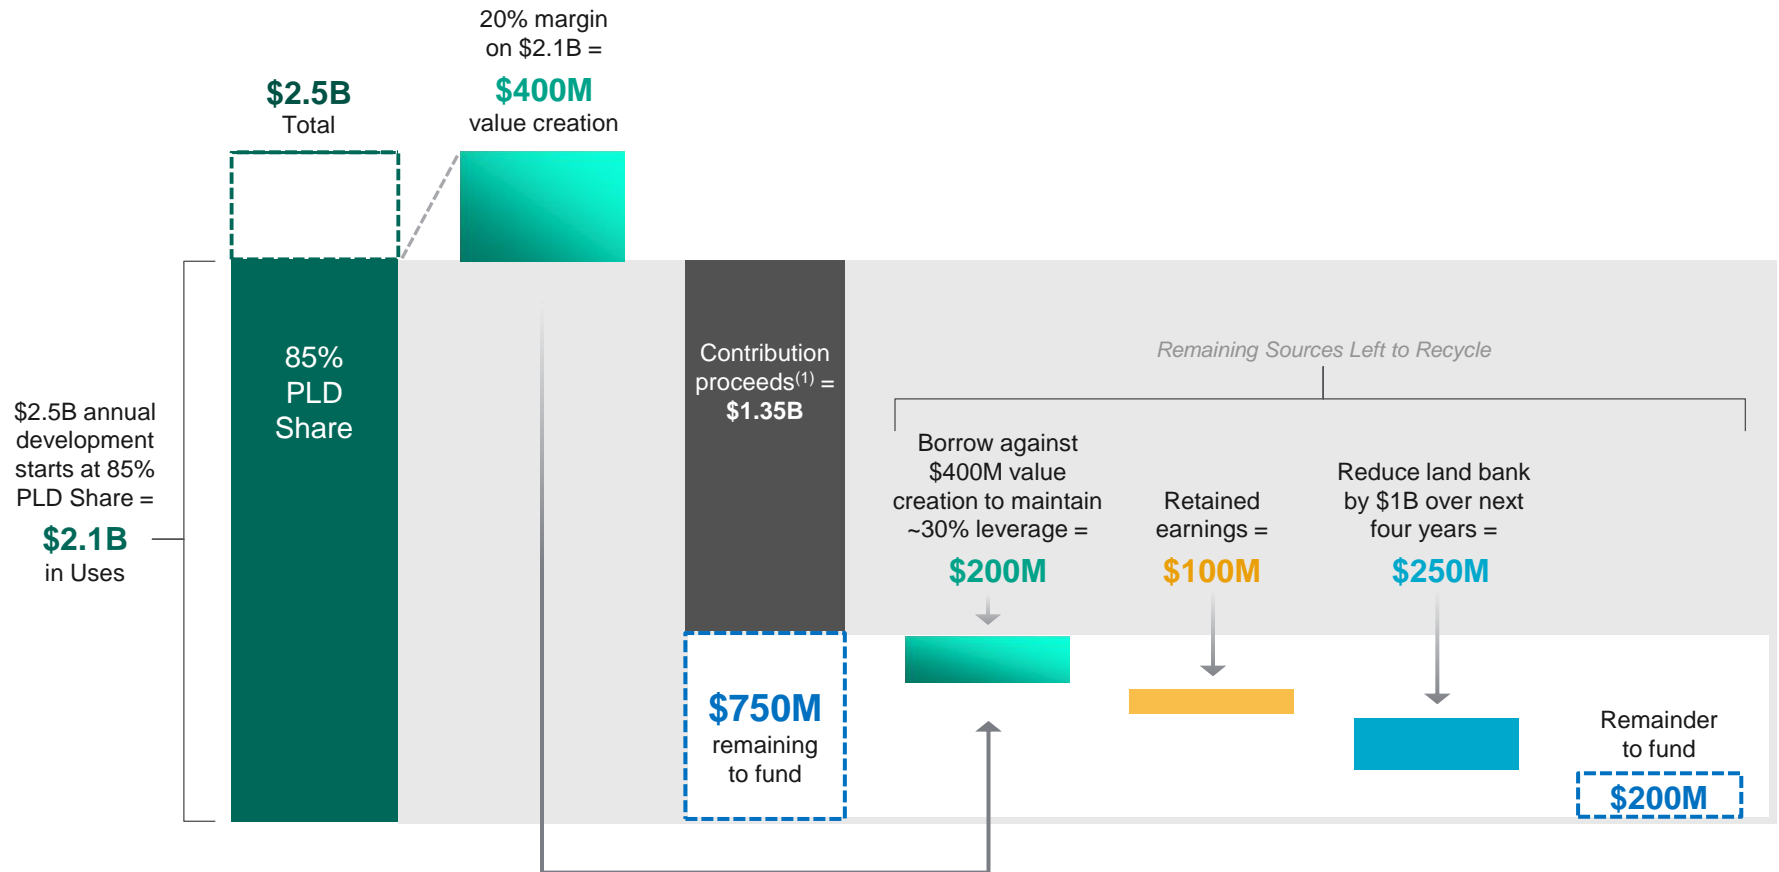 20% margin
on $2.1B =
$400M
value creation
$2.5B
Total
85%
PLD
Share
$2.5B annual
development
starts at 85%
PLD Share =
$2.1B
in Uses
Contribution
proceeds(1) =
$1.35B
$750M
remaining
to fund
Remaining Sources Left to Recycle
Borrow against
$400M value
creation to maintain
~30% leverage =
$200M
Retained
earnings =
$100M
Reduce land bank
by $1B over next
four years =
$250M
Remainder
to fund
$200M